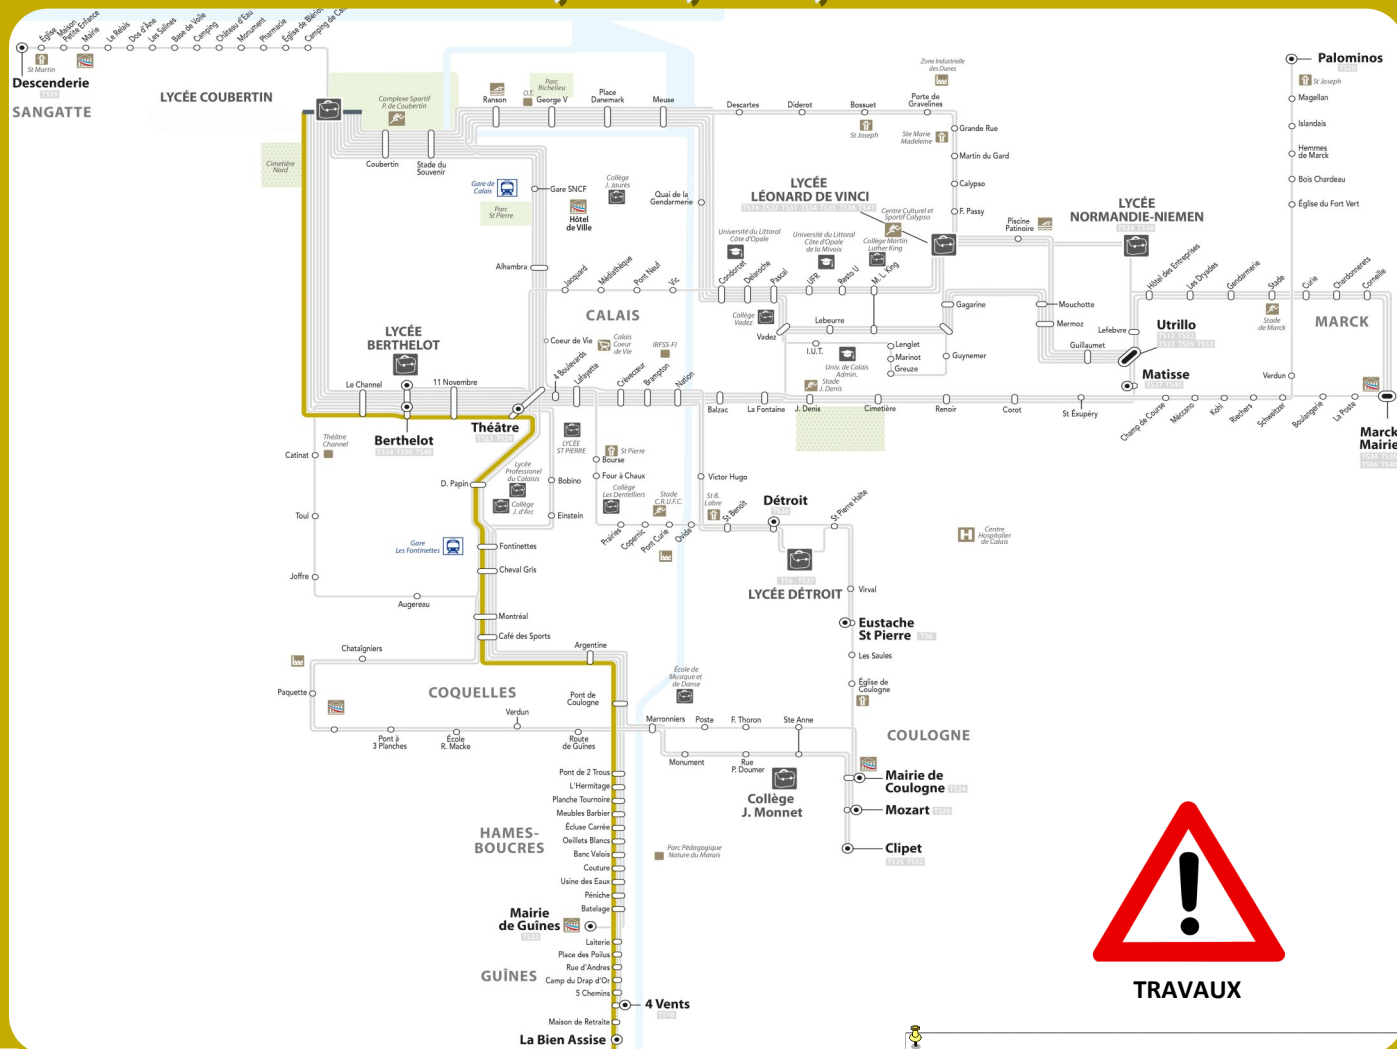 Église
Maison
Petite Enfance
Mairie
Le Relais
Dos d'Âne
Les Salines
Base de Voile
Camping
Château d'Eau
Monument
Pharmacie
Église de Blériot
Camping de
St Martin
Descenderie
SANGATTE
LYCÉE COUBERTIN
Complexe Sportif
P. de Coubertin
Cimetière
Nord
Coubertin
Stade du
Souvenir
Ranson
O.T.
Parc
Richelieu
George V
Place
Danemark
Meuse
Descartes
Diderot
Bossuet
St Joseph
Porte de
Gravelines
Zone Industrielle
des Dunes
Ste Marie
Madeleine
Grande Rue
Martin du Gard
Calypso
F. Passy
Palominos
St Joseph
Magellan
Islandais
Hemmes
de Marck
Bois Chardeau
Église du Fort Vert
Gare de
Calais
Gare SNCF
Parc
St Pierre
Hôtel
de Ville
Collège
J. Jaurès
Quai de la
Gendarmerie
LYCÉE
LÉONARD DE VINCI
Centre Culturel et
Sportif Calypso
Collège Martin
Luther King
Université du Littoral
Côte d'Opale
Université du Littoral
Côte d'Opale
de la Mivoix
Piscine
Patinoire
LYCÉE
NORMANDIE-NIEMEN
Alhambra
Jacquard
Médiathèque
Pont Neuf
Vic
Condorcet
Delaroche
Pascal
UFR
Resto U
M. L. King
Gagarine
Mouchotte
Mermoz
Guillaumet
Lefebvre
Hôtel des Entreprises
Les Dryades
Gendarmerie
Stade
Curie
Chardonnerets
Corneille
Stade
de Marck
MARCK
CALAIS
Collège
Vadez
Vadez
Lebeurre
I.U.T.
Univ. de Calais
Admin.
Lenglet
Marinot
Greuze
Guynemer
Utrillo
Matisse
Verdun
LYCÉE
BERTHELOT
Coeur de Vie
Calais
Coeur
de Vie
IRFSS-FI
Le Channel
11 Novembre
4 Boulevards
Lafayette
Crèvecœur
Brampton
Nation
Balzac
La Fontaine
J. Denis
Stade
J. Denis
Cimetière
Renoir
Corot
St Exupéry
Champ de Course
Méccano
Kohl
Riechers
Schweitzer
Boulangerie
La Poste
Marck
Mairie
Berthelot
Théâtre
Théâtre
Channel
Catinat
LYCÉE
ST PIERRE
St Pierre
Bourse
Four à Chaux
Lycée
Professionel
du Calaisis
Collège
J. d'Arc
D. Papin
Bobino
Einstein
Collège
Les Dentelliers
Stade
C.R.U.F.C.
St B.
Labre
Victor Hugo
Prairies
Copernic
Pont Curie
Ovide
St Benoît
Détroit
St Pierre Halte
Centre
Hospitalier
de Calais
Toul
Gare
Les Fontinettes
Fontinettes
Cheval Gris
Joffre
Augereau
Montréal
Café des Sports
LYCÉE DÉTROIT
Virval
Eustache
St Pierre
Les Saules
Église de
Coulogne
Chataîgniers
Argentine
Paquette
COQUELLES
Pont de
Coulogne
École de
Musique et
de Danse
Verdun
Pont à
3 Planches
École
R. Macke
Route
de Guînes
Marronniers
Poste
F. Thoron
Ste Anne
COULOGNE
Monument
Rue
P. Doumer
Collège
J. Monnet
Mairie de
Coulogne
Mozart
Clipet
Pont de 2 Trous
L'Hermitage
Planche Tournoire
Meubles Barbier
Écluse Carrée
Oeillets Blancs
Banc Valois
Couture
Usine des Eaux
Péniche
Batelage
HAMES-
BOUCRES
Parc Pédagogique
Nature du Marais
Mairie
de Guînes
Laiterie
Place des Poilus
Rue d'Andres
Camp du Drap d'Or
5 Chemins
GUÎNES
4 Vents
Maison de Retraite
La Bien Assise
TRAVAUX